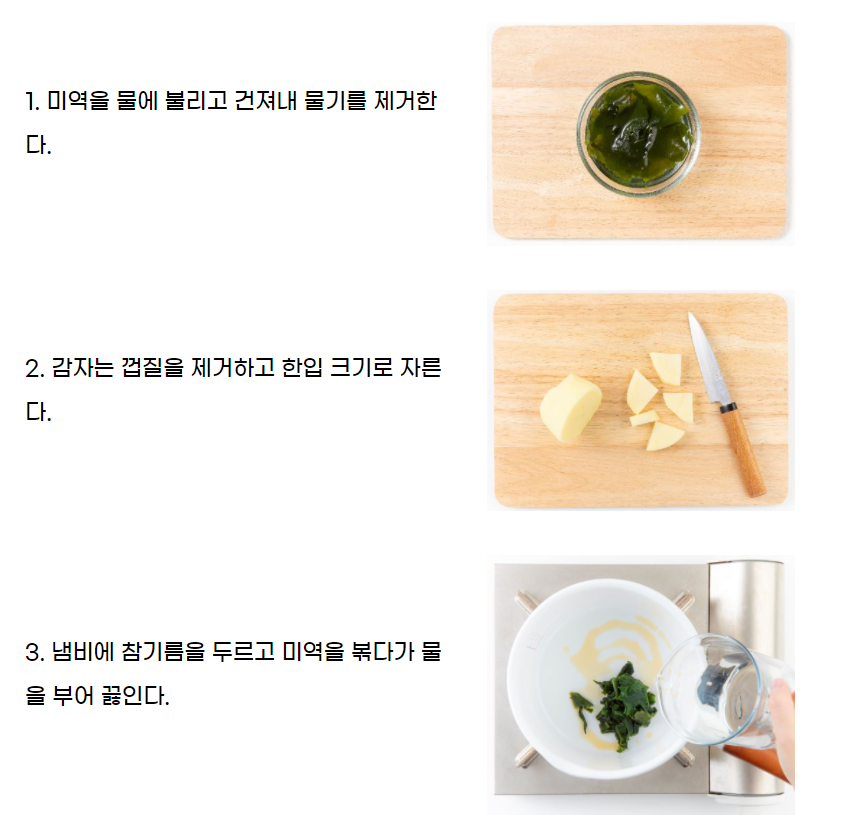 1. 미역을 물에 불리고 건져내 물기를 제거한
다.
2. 감자는 껍질을 제거하고 한입 크기로 자른
다.
3. 냄비에 참기름을 두르고 미역을 볶다가 물
을 부어 끓인다.